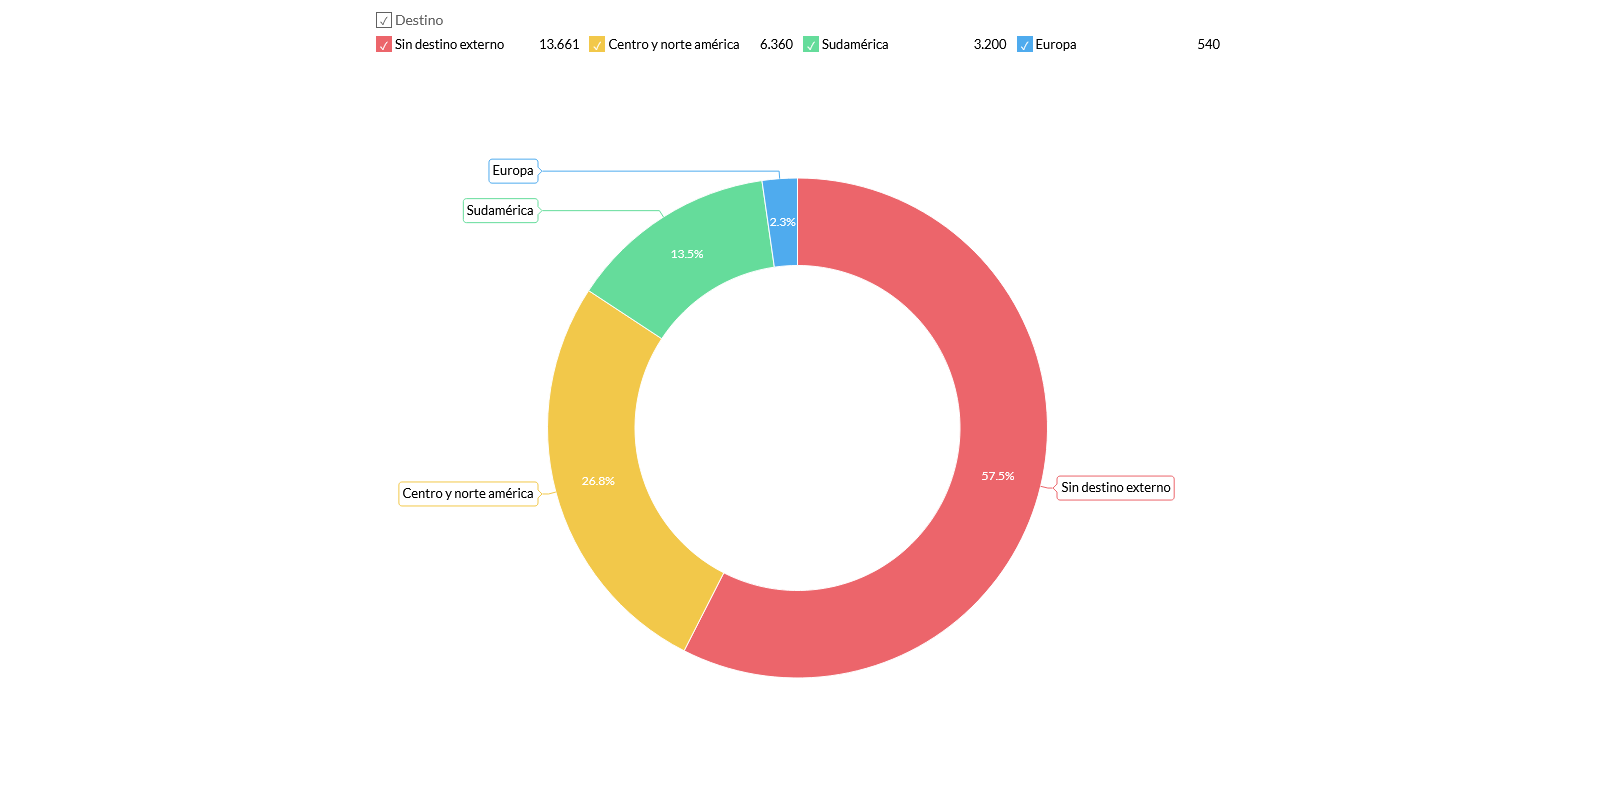 Destino
Sin destino externo 13.661 Centro y norte américa 6.360 Sudamérica 3.200 Europa 540
Europa
Sudamérica
2.3%
13.5%
57.5%
26.8%
Sin destino externo
Centro y norte américa